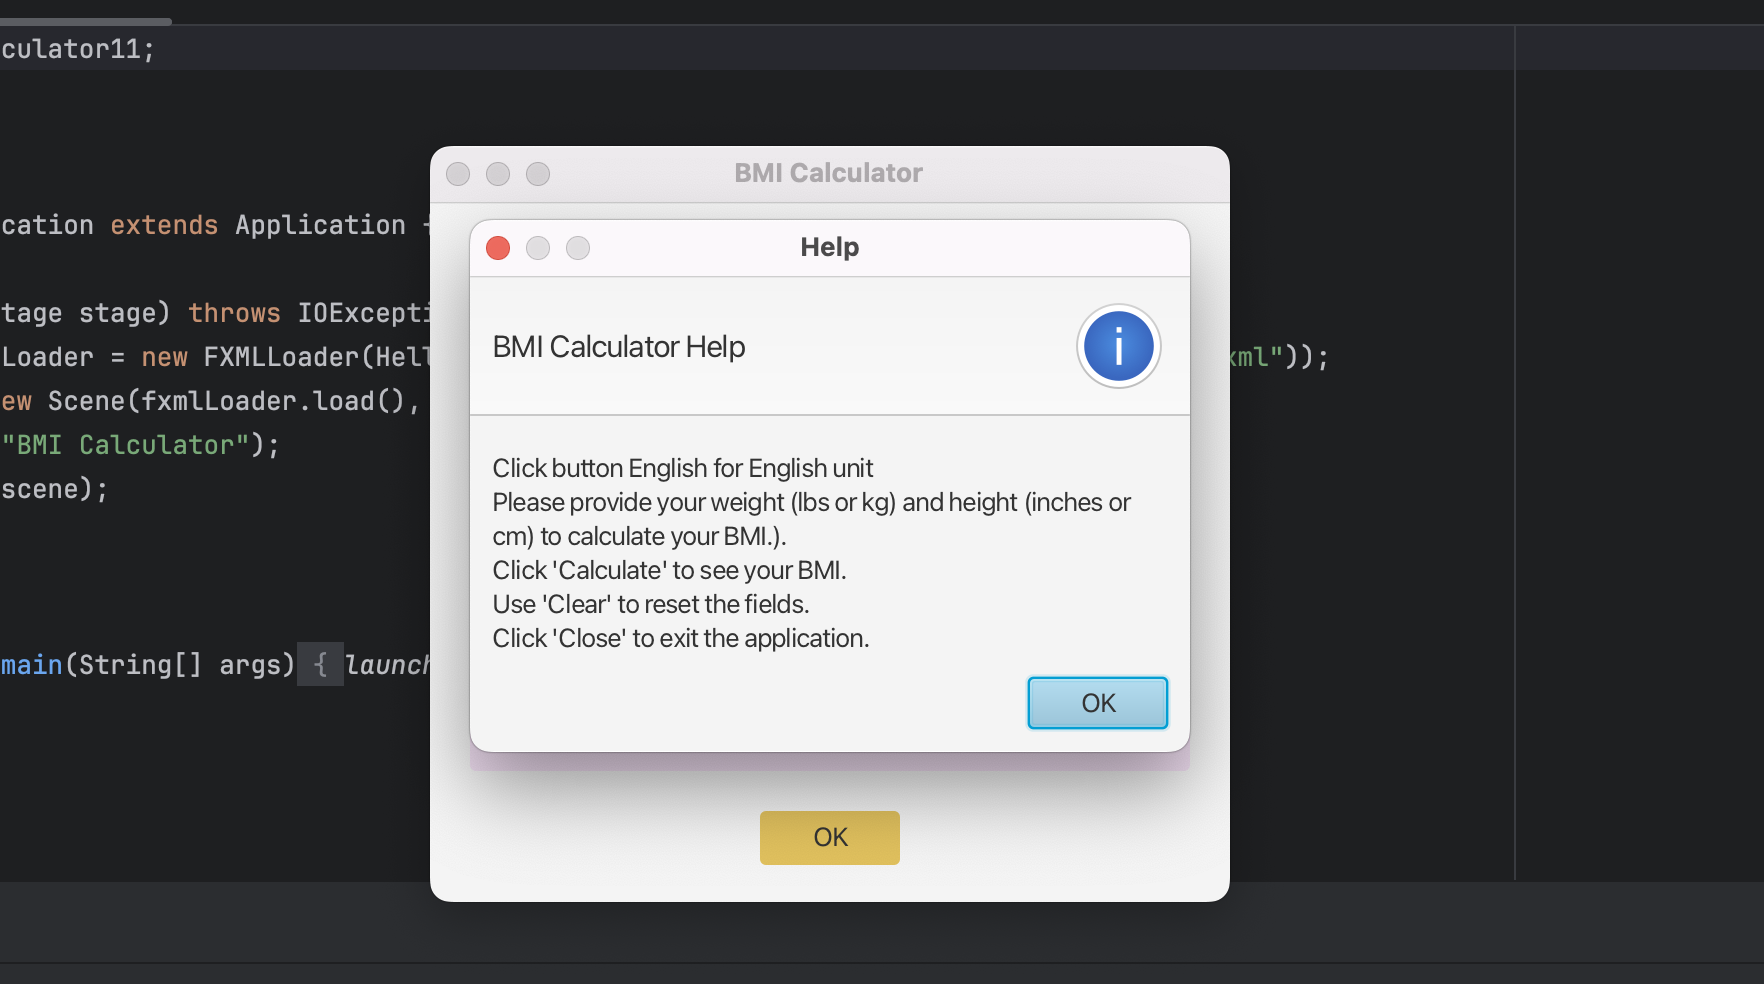 culator11;
BMI Calculator
cation extends Application {
Help
tage stage) throws IOExcepti
BMI Calculator Help
Loader = new FXMLLoader(Hell xml"));
ew Scene(fxmlLoader.load(),
"BMI Calculator");
scene);
Click button English for English unit
Please provide your weight (lbs or kg) and height (inches or
cm) to calculate your BMI.).
Click 'Calculate' to see your BMI.
Use 'Clear' to reset the fields.
Click 'Close' to exit the application.
main(String[] args) { launch
OK
OK